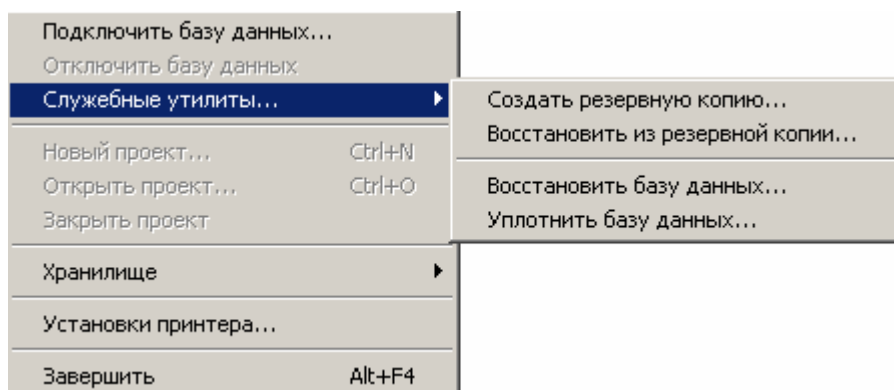 Подключить базу данных...
Отключить базу данных
Служебные утилиты...
Новый проект... Ctrl+N
Открыть проект... Ctrl+O
Закрыть проект
Хранилище
Установки принтера...
Завершить Alt+F4
Создать резервную копию...
Восстановить из резервной копии...
Восстановить базу данных...
Уплотнить базу данных...